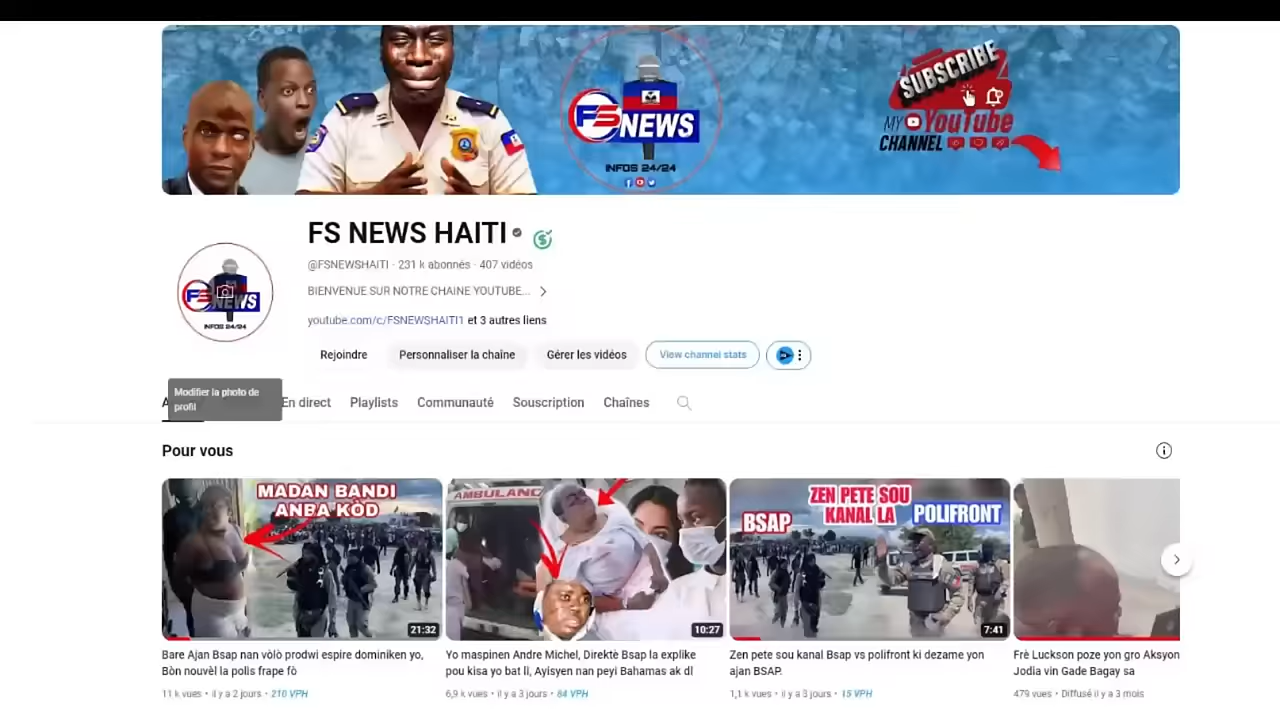 FS NEWS
INFOS 24/24
SUBSCRIBE
MY YouTube
CHANNEL
FS NEWS HAITI
@FSNEWSHAITI · 231 k abonnés · 407 vidéos
BIENVENUE SUR NOTRE CHAINE YOUTUBE...
youtube.com/c/FSNEWSHAITI1 et 3 autres liens
FS NEWS
INFOS 24/24
Rejoindre
Personnaliser la chaîne
Gérer les vidéos
View channel stats
Modifier la photo de
profil
En direct
Playlists
Communauté
Souscription
Chaînes
Pour vous
MADAN BANDI
ANBA KÒD
21:32
AMBULANC
10:27
ZEN PETE SOU
KANAL LA
BSAP
POLIFRONT
7:41
Bare Ajan Bsap nan vòlò prodwi espire dominiken yo,
Bòn nouvèl la polis frape fò
11 k vues • il y a 2 jours • 210 VPH
Yo maspinen Andre Michel, Direktè Bsap la explike
pou kisa yo bat li, Ayisyen nan peyi Bahamas ak dl
6,9 k vues • il y a 3 jours • 84 VPH
Zen pete sou kanal Bsap vs polifront ki dezame yon
ajan BSAP.
1,1 k vues • il y a 3 jours • 15 VPH
Frè Luckson poze yon gro Aksyon
Jodia vin Gade Bagay sa
479 vues • Diffusé il y a 3 mois